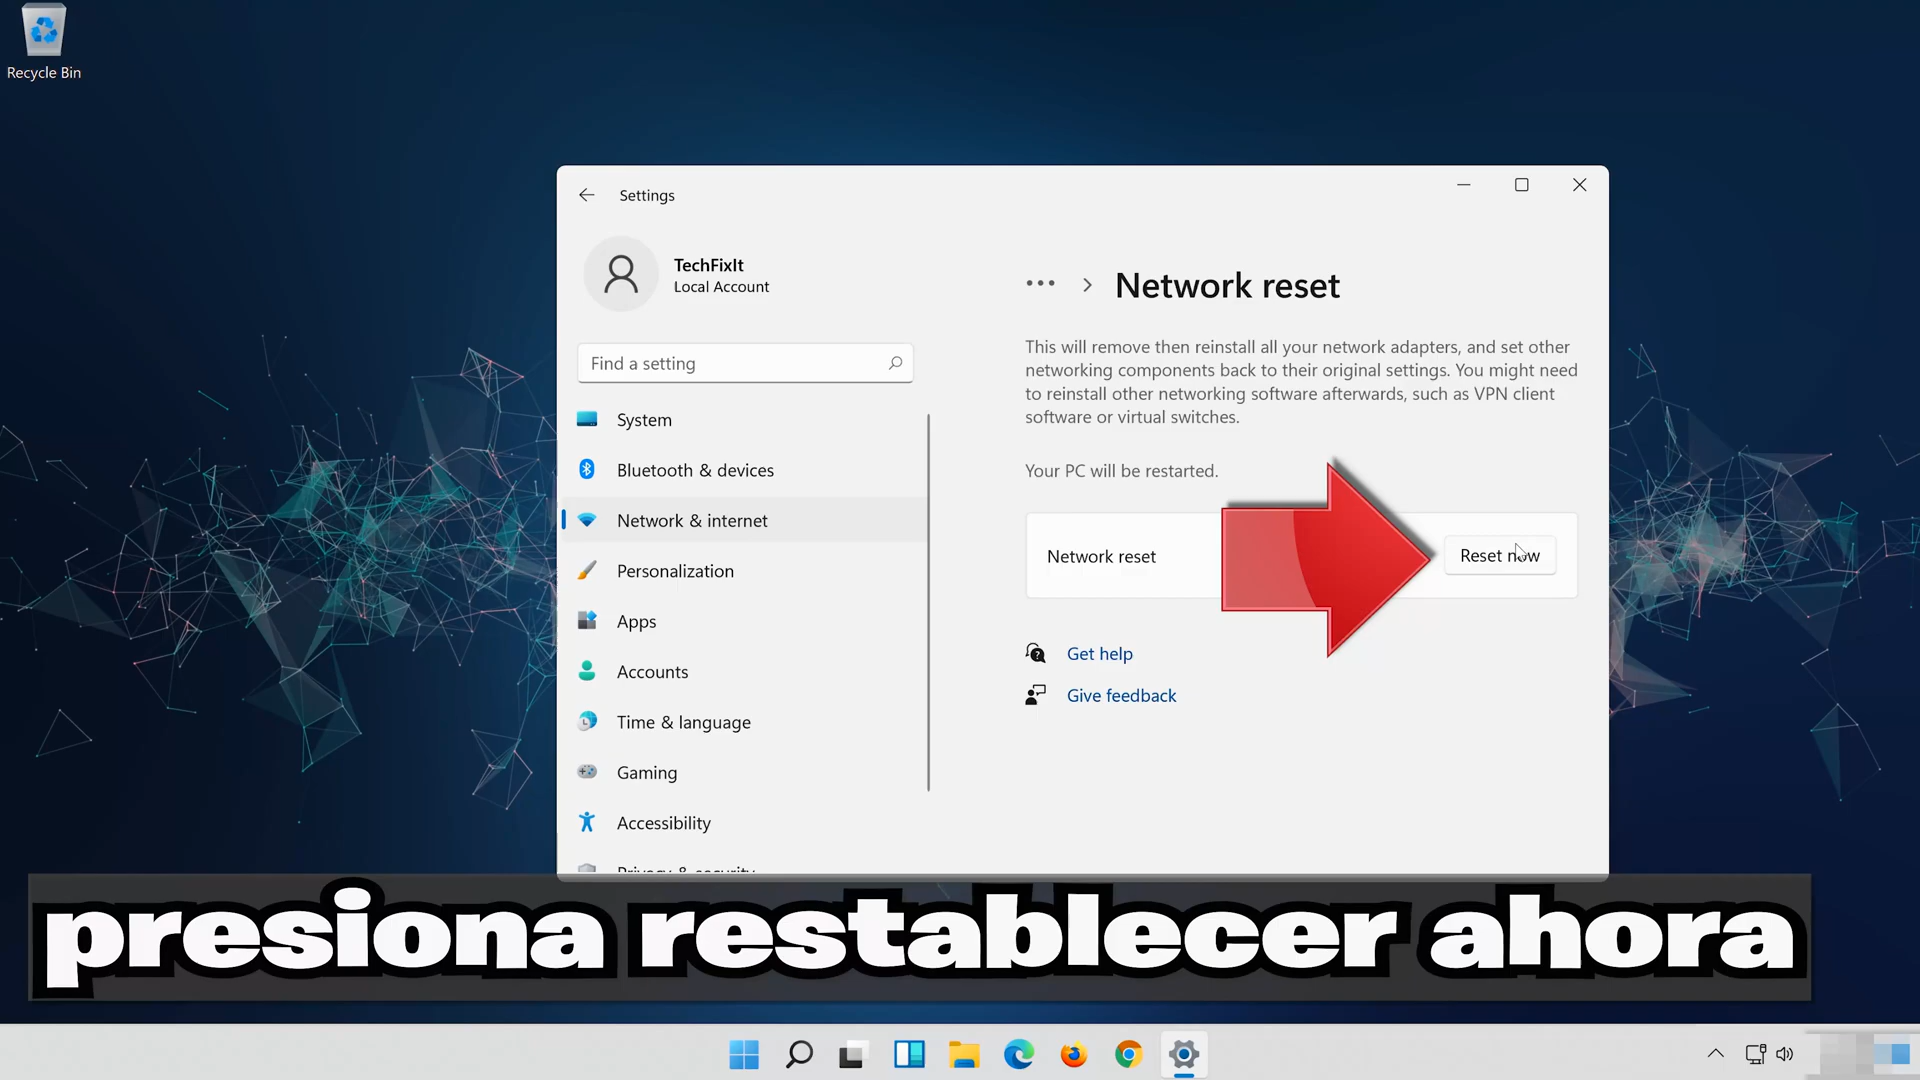 Recycle Bin
Settings
TechFixIt
Local Account
Find a setting
System
Bluetooth & devices
Network & internet
Personalization
Apps
Accounts
Time & language
Gaming
Accessibility
Privacy & security
Network reset
This will remove then reinstall all your network adapters, and set other
networking components back to their original settings. You might need
to reinstall other networking software afterwards, such as VPN client
software or virtual switches.
Your PC will be restarted.
Network reset
Reset now
Get help
Give feedback
presiona restablecer ahora